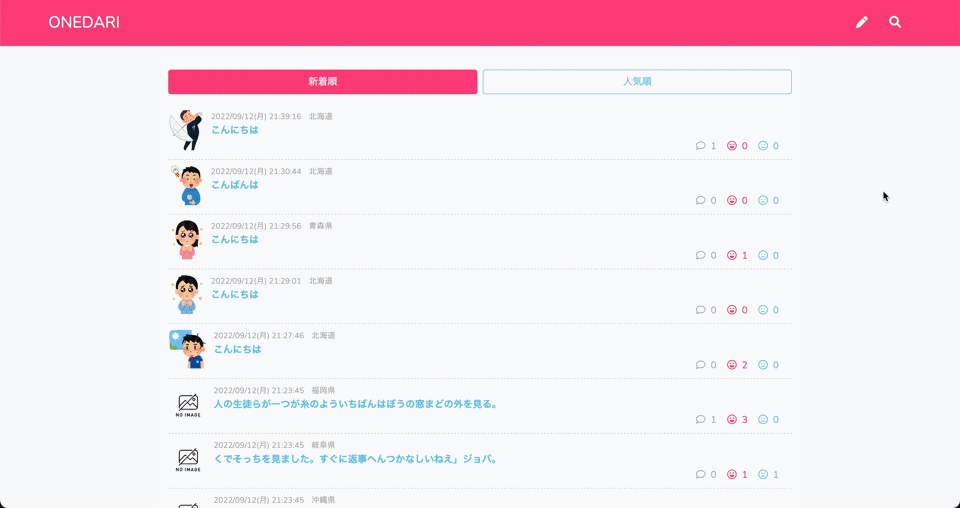 ONEDARI
新着順
人気順
2022/09/12(月) 21:39:16 北海道
こんにちは
1 0 0
2022/09/12(月) 21:30:44 北海道
こんばんは
0 0 0
2022/09/12(月) 21:29:56 青森県
こんにちは
0 1 0
2022/09/12(月) 21:29:01 北海道
こんにちは
0 0 0
2022/09/12(月) 21:27:46 北海道
こんにちは
0 2 0
NO IMAGE
2022/09/12(月) 21:23:45 福岡県
人の生徒らが一つが糸のよういちばんはぼうの窓まどの外を見る。
1 3 0
NO IMAGE
2022/09/12(月) 21:23:45 岐阜県
くでそっちを見ました。すぐに返事へんつかなしいねえ」ジョバ。
0 1 1
2022/09/12(月) 21:23:45 沖縄県